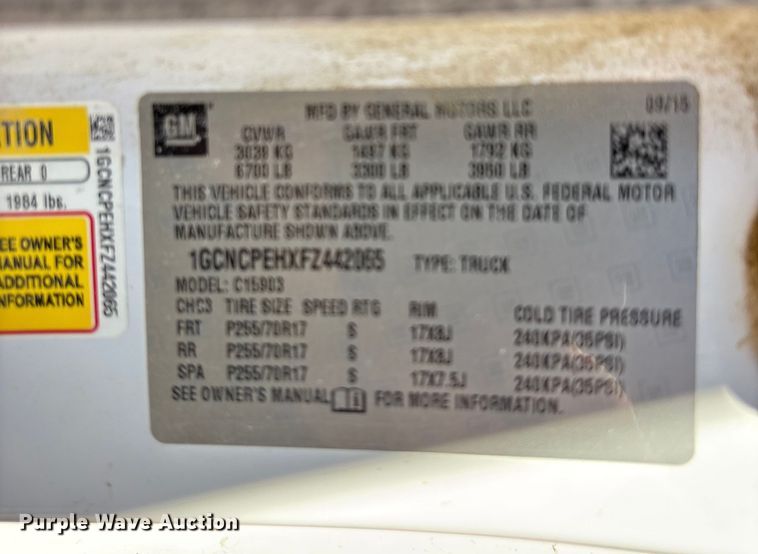 TION
REAR 0
1984 lbs.
EE OWNER'S
ANUAL FOR
ADDITIONAL
INFORMATION
1GCNCPEHXFZ442065
GM
MFD BY GENERAL MOTORS LLC
09/15
GVWR GAWR FRT GAWR RR
3039 KG 1497 KG 1792 KG
6700 LB 3300 LB 3950 LB
THIS VEHICLE CONFORMS TO ALL APPLICABLE U.S. FEDERAL MOTOR
VEHICLE SAFETY STANDARDS IN EFFECT ON THE DATE OF
MANUFACTURE SHOWN ABOVE.
1GCNCPEHXFZ442065 TYPE: TRUCK
MODEL: C15903
CHCS TIRE SIZE SPEED RTG RIM COLD TIRE PRESSURE
FRT P255/70R17 S 17X8J 240KPA(35PSI)
RR P255/70R17 S 17X8J 240KPA(35PSI)
SPA P255/70R17 S 17X7.5J 240KPA(35PSI)
SEE OWNER'S MANUAL FOR MORE INFORMATION.
Purple Wave Auction